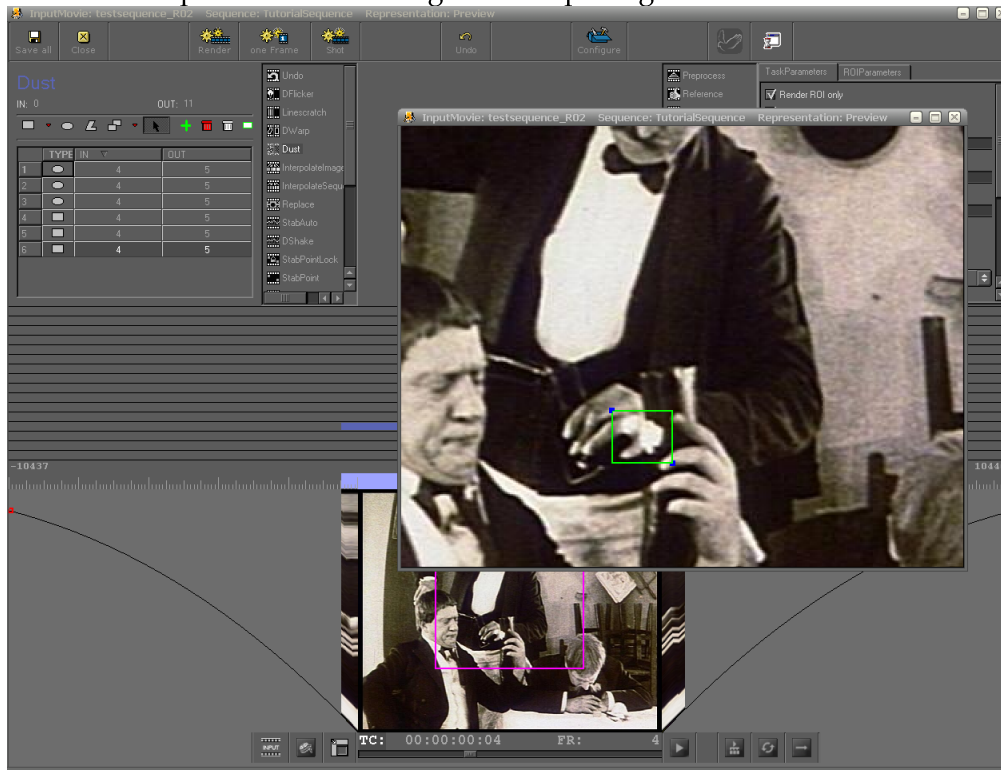 InputMovie: testsequence_R02 Sequence: TutorialSequence Representation: Preview
Save all
Close
Render
one Frame
Shot
Undo
Configure
Dust
IN: 0
OUT: 11
TYPE IN OUT
1 4 5
2 4 5
3 4 5
4 4 5
5 4 5
6 4 5
Undo
DFlicker
Linescratch
DWarp
Dust
InterpolateImage
InterpolateSequ
Replace
StabAuto
DShake
StabPointLock
StabPoint
Preprocess
Reference
TaskParameters
ROIParameters
Render ROI only
InputMovie: testsequence_R02 Sequence: TutorialSequence Representation: Preview
-10437
1044
INPUT
TC: 00:00:00:04 FR: 4